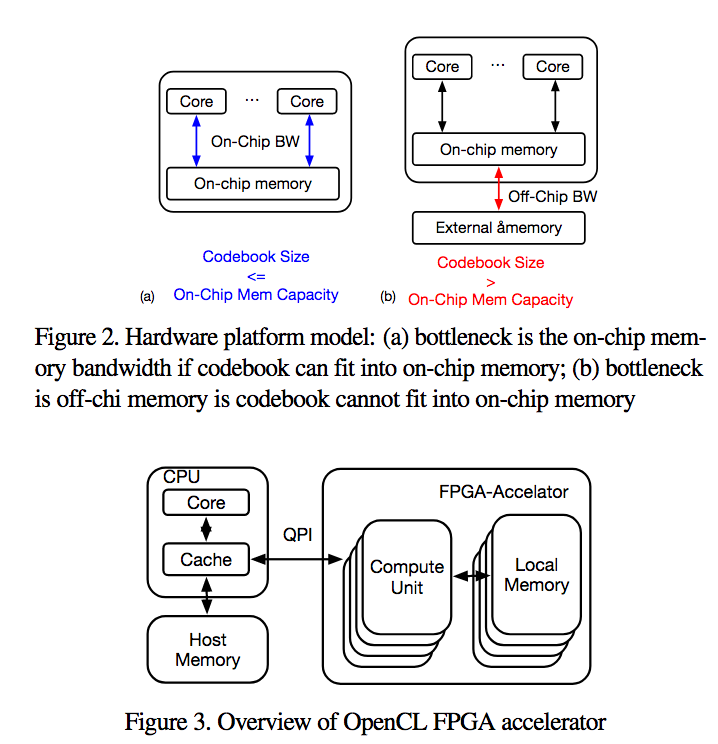 Core ... Core
On-Chip BW
On-chip memory
Codebook Size
<=
(a) On-Chip Mem Capacity
Core ... Core
On-chip memory
Off-Chip BW
External åmemory
Codebook Size
>
(b) On-Chip Mem Capacity
Figure 2. Hardware platform model: (a) bottleneck is the on-chip mem-
ory bandwidth if codebook can fit into on-chip memory; (b) bottleneck
is off-chi memory is codebook cannot fit into on-chip memory
CPU
Core
Cache
Host
Memory
QPI
FPGA-Accelator
Compute
Unit
Local
Memory
Figure 3. Overview of OpenCL FPGA accelerator